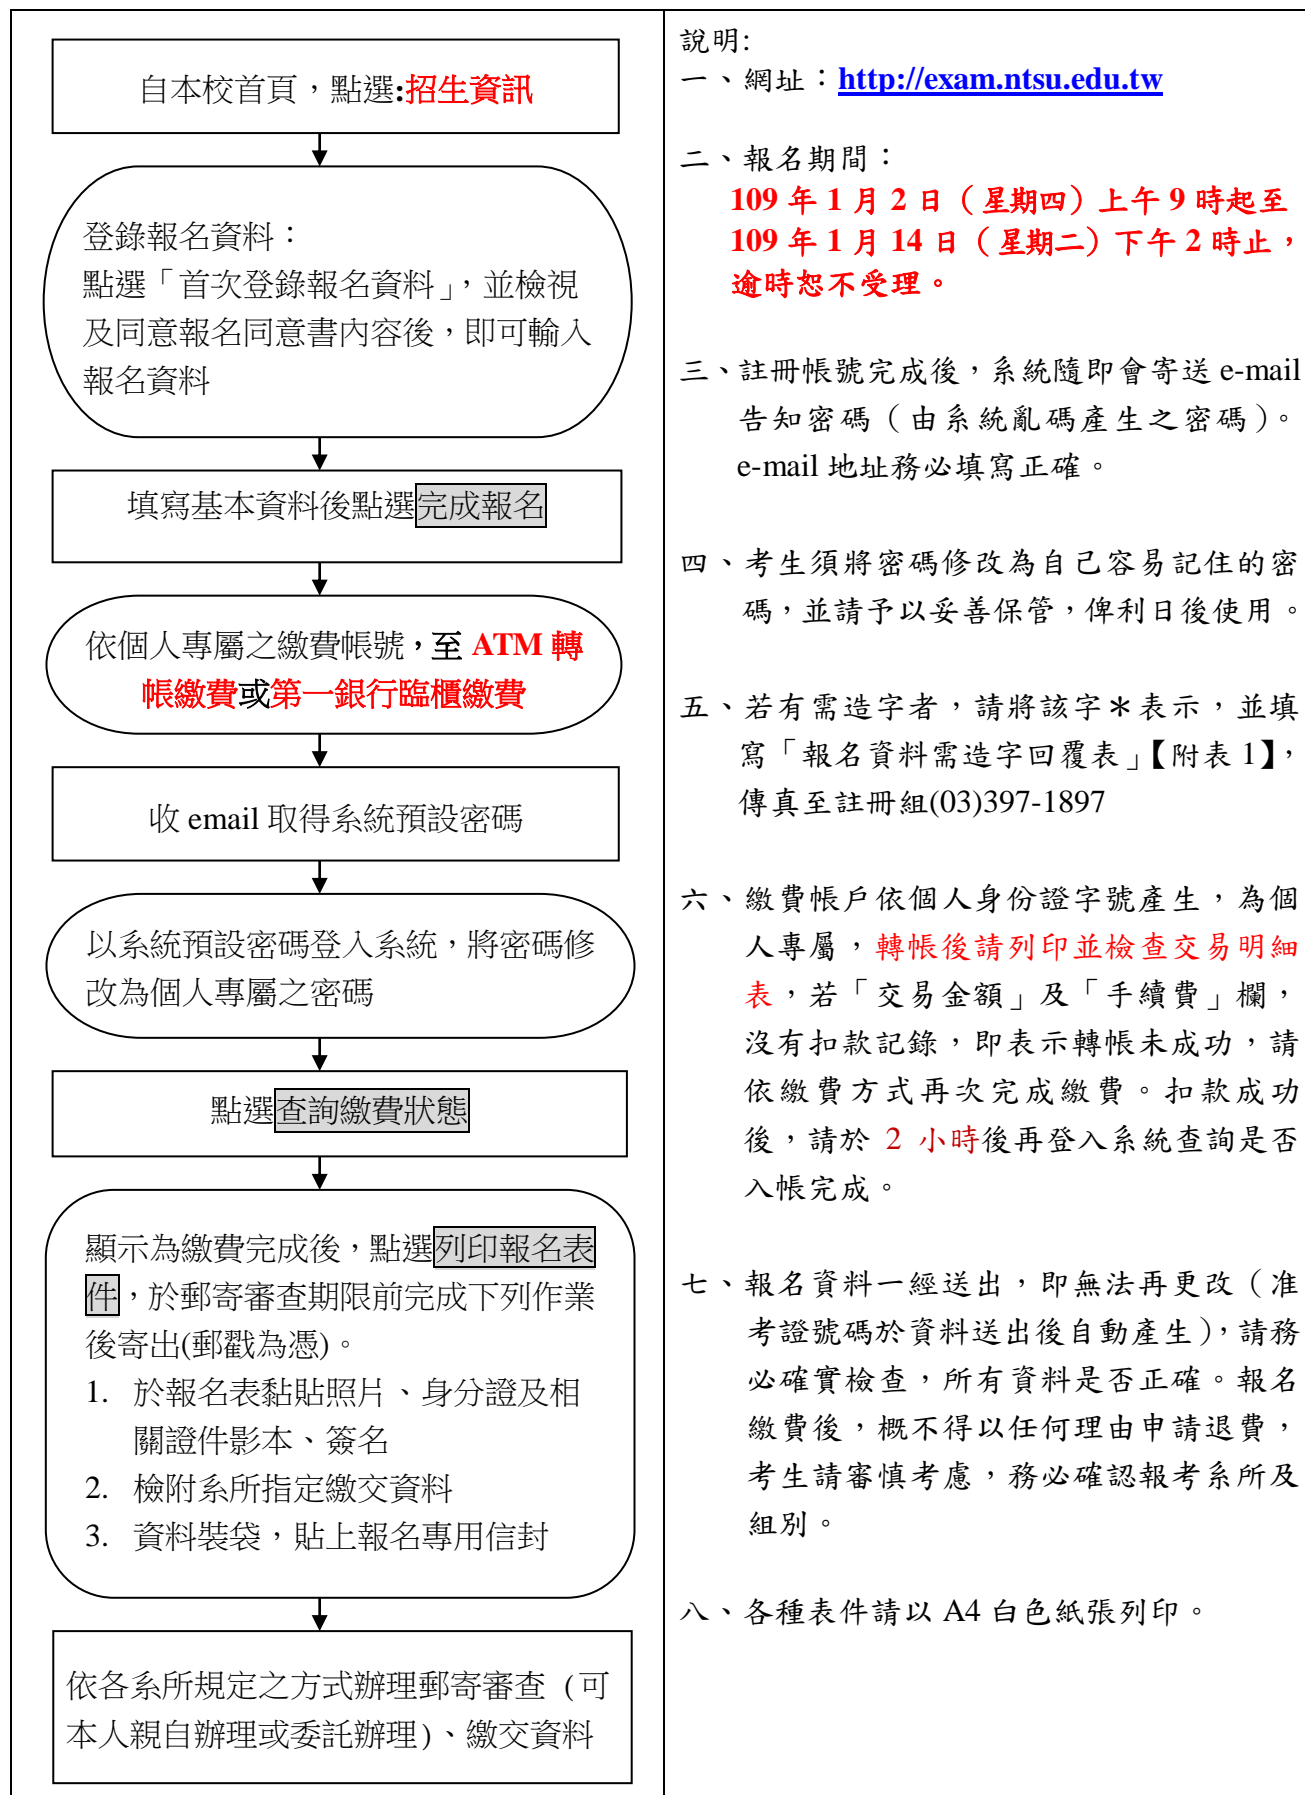 自本校首頁，點選:招生資訊
登錄報名資料：
點選「首次登錄報名資料」，並檢視
及同意報名同意書內容後，即可輸入
報名資料
填寫基本資料後點選完成報名
依個人專屬之繳費帳號，至 ATM 轉
帳繳費或第一銀行臨櫃繳費
收 email 取得系統預設密碼
以系統預設密碼登入系統，將密碼修
改為個人專屬之密碼
點選查詢繳費狀態
顯示為繳費完成後，點選列印報名表
件，於郵寄審查期限前完成下列作業
後寄出(郵戳為憑)。
1. 於報名表黏貼照片、身分證及相
關證件影本、簽名
2. 檢附系所指定繳交資料
3. 資料裝袋，貼上報名專用信封
依各系所規定之方式辦理郵寄審查 (可
本人親自辦理或委託辦理)、繳交資料
說明:
一、網址：http://exam.ntsu.edu.tw
二、報名期間：
109 年 1 月 2 日（星期四）上午 9 時起至
109 年 1 月 14 日（星期二）下午 2 時止，
逾時恕不受理。
三、註冊帳號完成後，系統隨即會寄送 e-mail
告知密碼（由系統亂碼產生之密碼）。
e-mail 地址務必填寫正確。
四、考生須將密碼修改為自己容易記住的密
碼，並請予以妥善保管，俾利日後使用。
五、若有需造字者，請將該字＊表示，並填
寫「報名資料需造字回覆表」【附表 1】，
傳真至註冊組(03)397-1897
六、繳費帳戶依個人身份證字號產生，為個
人專屬，轉帳後請列印並檢查交易明細
表，若「交易金額」及「手續費」欄，
沒有扣款記錄，即表示轉帳未成功，請
依繳費方式再次完成繳費。扣款成功
後，請於 2 小時後再登入系統查詢是否
入帳完成。
七、報名資料一經送出，即無法再更改（准
考證號碼於資料送出後自動產生），請務
必確實檢查，所有資料是否正確。報名
繳費後，概不得以任何理由申請退費，
考生請審慎考慮，務必確認報考系所及
組別。
八、各種表件請以 A4 白色紙張列印。